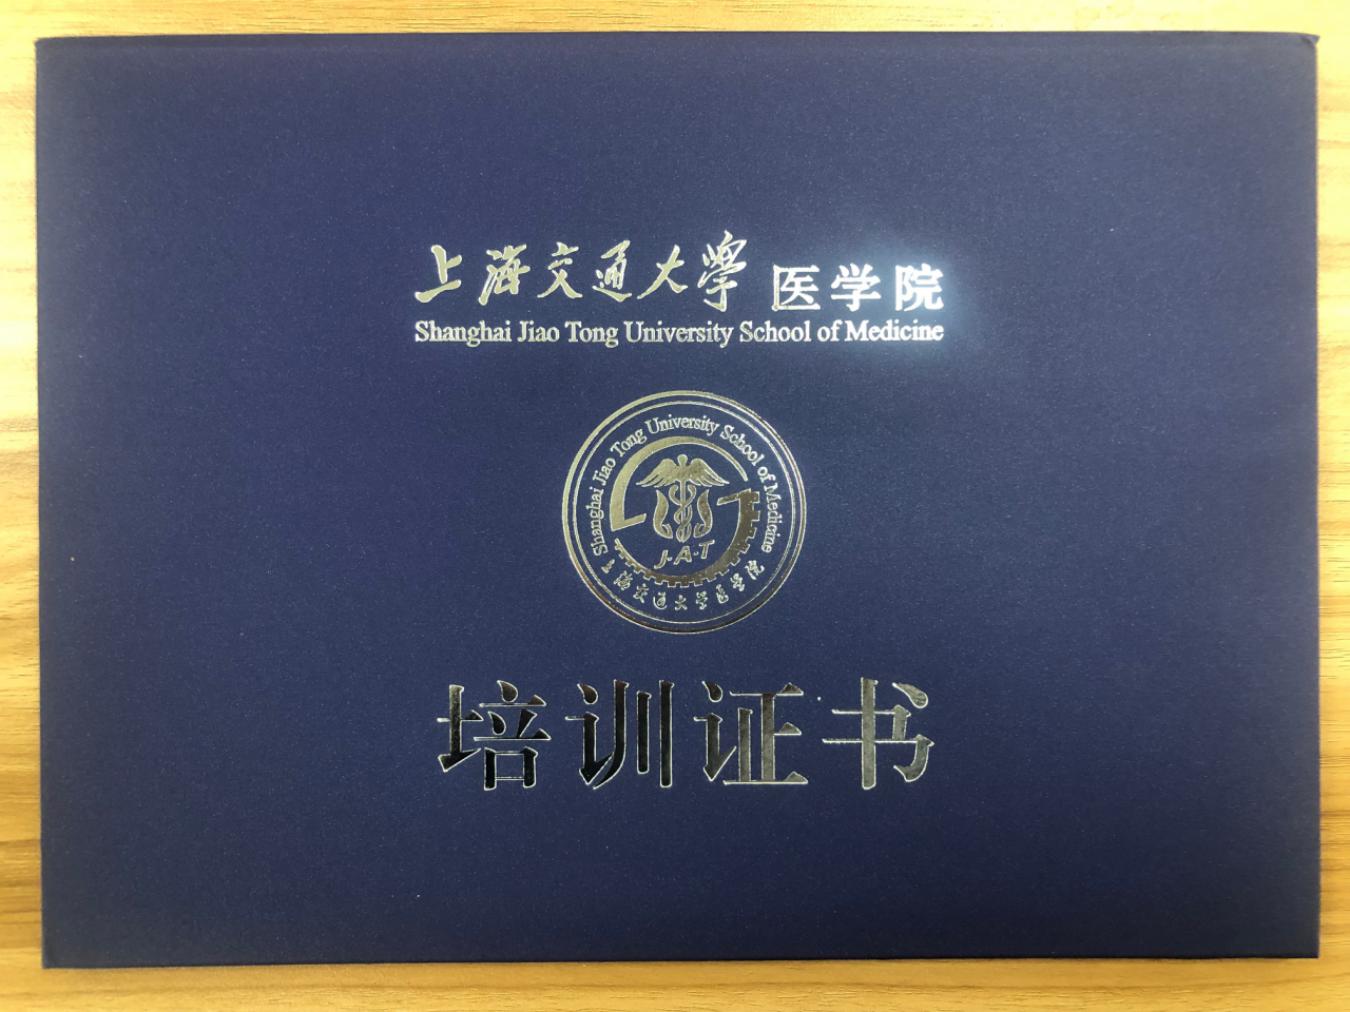 上海交通大學 医学院
Shanghai Jiao Tong University School of Medicine
Shanghai Jiao Tong University School of Medicine
J·A·T
上海交通大学医学院
培训证书